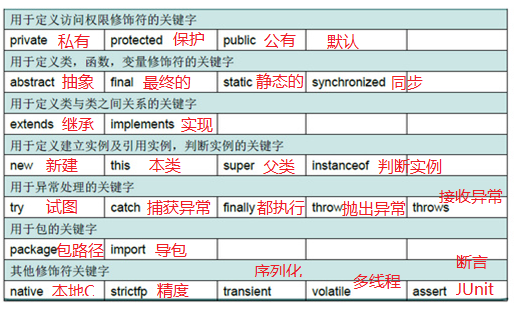 用于定义访问权限修饰符的关键字
private 私有 protected 保护 public 公有 默认
用于定义类，函数，变量修饰符的关键字
abstract 抽象 final 最终的 static 静态的 synchronized 同步
用于定义类与类之间关系的关键字
extends 继承 implements 实现
用于定义建立实例及引用实例，判断实例的关键字
new 新建 this 本类 super 父类 instanceof 判断实例
用于异常处理的关键字
try 试图 catch 捕获异常 finally 都执行 throw 抛出异常 throws 接收异常
用于包的关键字
package 包路径 import 导包
其他修饰符关键字
native 本地C strictfp 精度 transient 序列化 volatile 多线程 assert 断言 JUnit